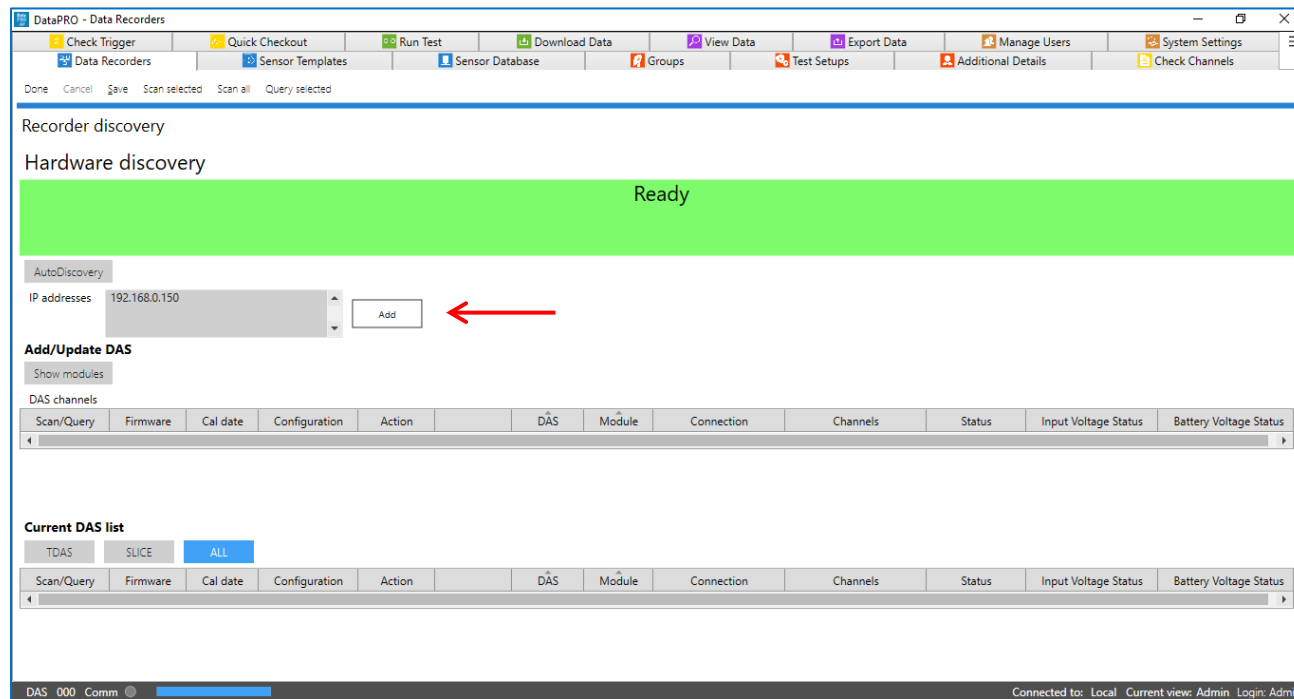 DataPRO - Data Recorders
Check Trigger Quick Checkout Run Test Download Data View Data Export Data Manage Users System Settings
Data Recorders Sensor Templates Sensor Database Groups Test Setups Additional Details Check Channels
Done Cancel Save Scan selected Scan all Query selected
Recorder discovery
Hardware discovery
Ready
AutoDiscovery
IP addresses 192.168.0.150
Add
Add/Update DAS
Show modules
DAS channels
Scan/Query Firmware Cal date Configuration Action DAS Module Connection Channels Status Input Voltage Status Battery Voltage Status
Current DAS list
TDAS SLICE ALL
Scan/Query Firmware Cal date Configuration Action DAS Module Connection Channels Status Input Voltage Status Battery Voltage Status
DAS 000 Comm Connected to: Local Current view: Admin Login: Admi